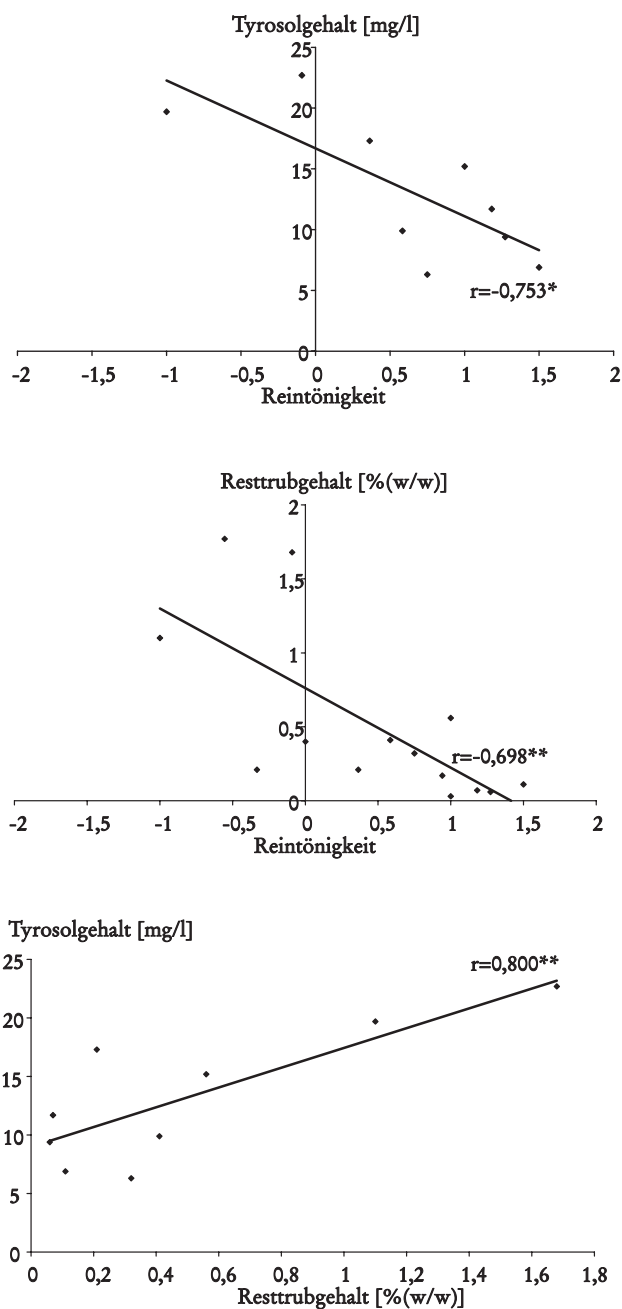 Tyrosolgehalt [mg/l]
25
20
15
10
5
0
r=-0,753*
-2 -1,5 -1 -0,5 0 0,5 1 1,5 2
Reintönigkeit
Resttrubgehalt [%(w/w)]
2
1,5
1
0,5
r=-0,698**
0
-2 -1,5 -1 -0,5 0 0,5 1 1,5 2
Reintönigkeit
Tyrosolgehalt [mg/l]
25
r=0,800**
20
15
10
5
0
0 0,2 0,4 0,6 0,8 1 1,2 1,4 1,6 1,8
Resttrubgehalt [%(w/w)]